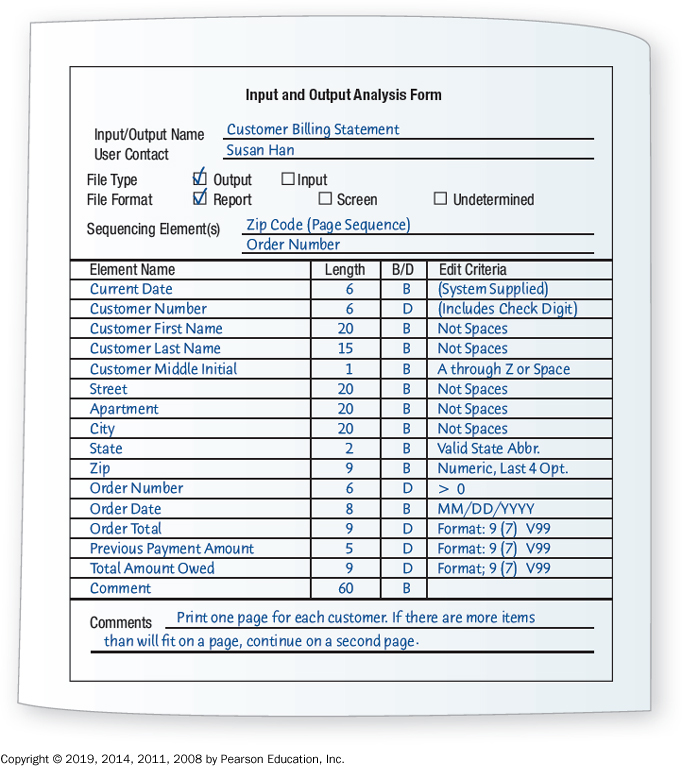 Input and Output Analysis Form
Input/Output Name Customer Billing Statement
User Contact Susan Han
File Type Output Input
File Format Report Screen Undetermined
Sequencing Element(s) Zip Code (Page Sequence)
Order Number
Element Name Length B/D Edit Criteria
Current Date 6 B (System Supplied)
Customer Number 6 D (Includes Check Digit)
Customer First Name 20 B Not Spaces
Customer Last Name 15 B Not Spaces
Customer Middle Initial 1 B A through Z or Space
Street 20 B Not Spaces
Apartment 20 B Not Spaces
City 20 B Not Spaces
State 2 B Valid State Abbr.
Zip 9 B Numeric, Last 4 Opt.
Order Number 6 D > 0
Order Date 8 B MM/DD/YYYY
Order Total 9 D Format: 9 (7) V99
Previous Payment Amount 5 D Format: 9 (7) V99
Total Amount Owed 9 D Format; 9 (7) V99
Comment 60 B
Comments Print one page for each customer. If there are more items
than will fit on a page, continue on a second page.
Copyright © 2019, 2014, 2011, 2008 by Pearson Education, Inc.